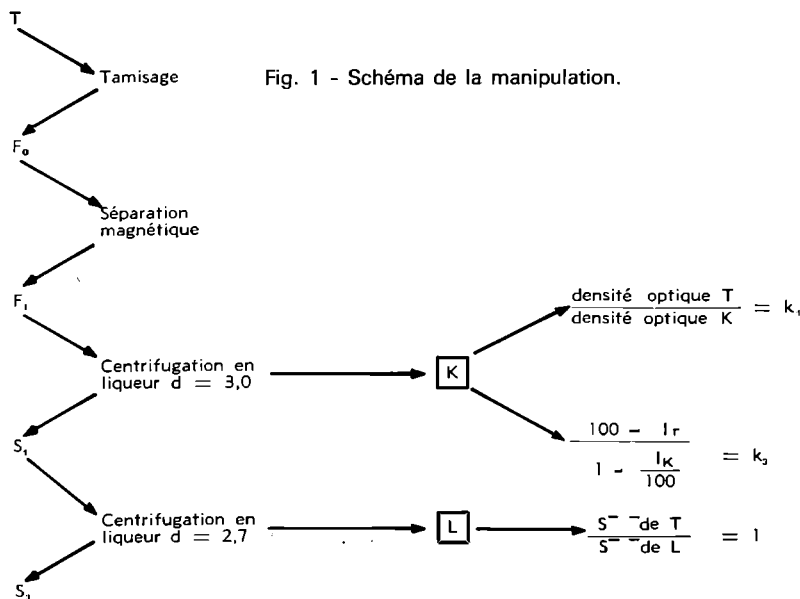 T
Tamisage
Fig. 1 - Schéma de la manipulation.
F₀
Séparation
magnétique
F₁
densité optique T
densité optique K
= k₁
Centrifugation en
liqueur d = 3,0
K
S₁
100 - Ir
1 - IK
100
= k₂
Centrifugation en
liqueur d = 2,7
L
S⁻ ⁻ de T
S⁻ ⁻ de L
= 1
S₂